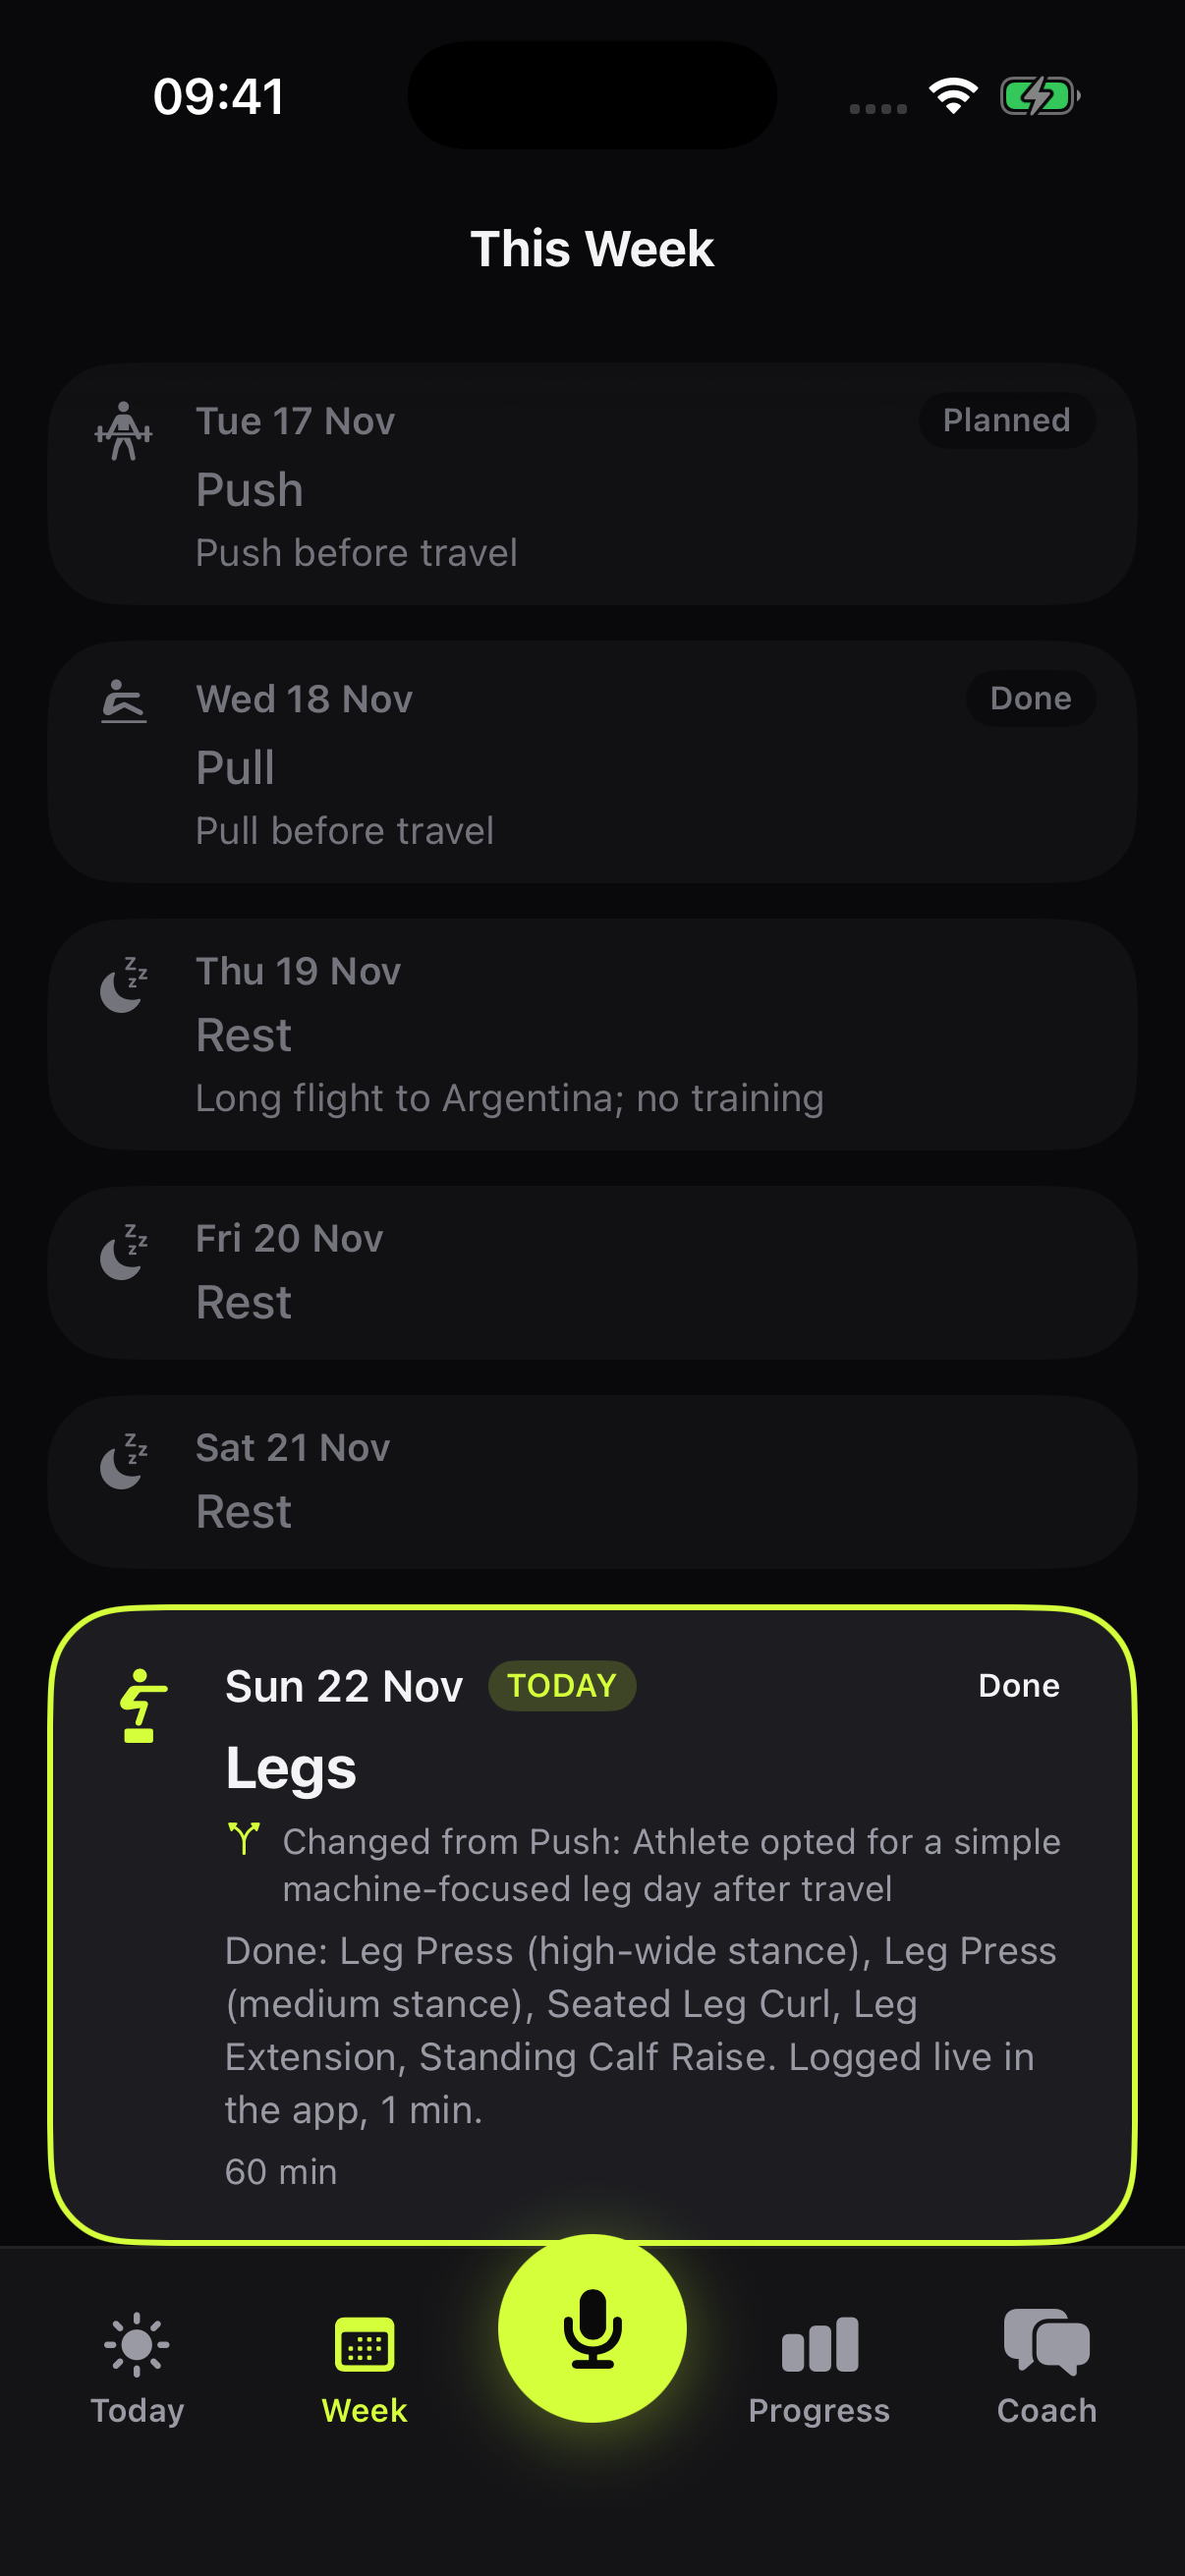 09:41
This Week
Tue 17 Nov
Planned
Push
Push before travel
Wed 18 Nov
Done
Pull
Pull before travel
Thu 19 Nov
Rest
Long flight to Argentina; no training
Fri 20 Nov
Rest
Sat 21 Nov
Rest
Sun 22 Nov
TODAY
Done
Legs
Changed from Push: Athlete opted for a simple
machine-focused leg day after travel
Done: Leg Press (high-wide stance), Leg Press
(medium stance), Seated Leg Curl, Leg
Extension, Standing Calf Raise. Logged live in
the app, 1 min.
60 min
Today
Week
Progress
Coach